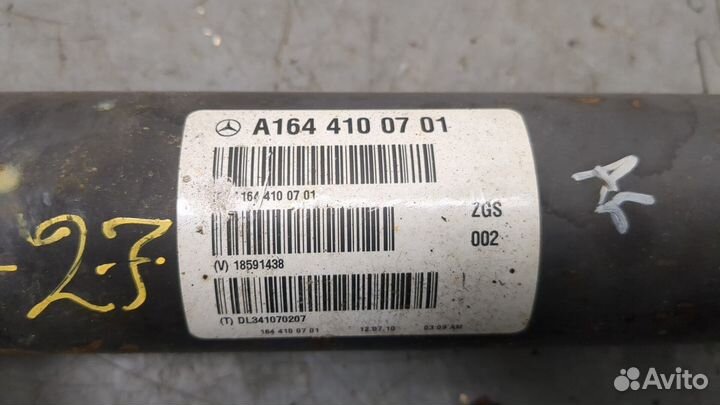 A164 410 07 01
164 410 07 01
ZGS
002
(V) 18591438
(T) DL341070207
164 410 07 01 12.07.10 03:09 AM
-27
Avito